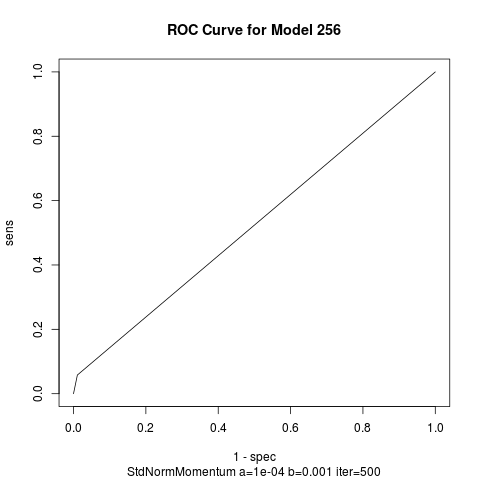 ROC Curve for Model 256
sens
1.0
0.8
0.6
0.4
0.2
0.0
0.0 0.2 0.4 0.6 0.8 1.0
1 - spec
StdNormMomentum a=1e-04 b=0.001 iter=500